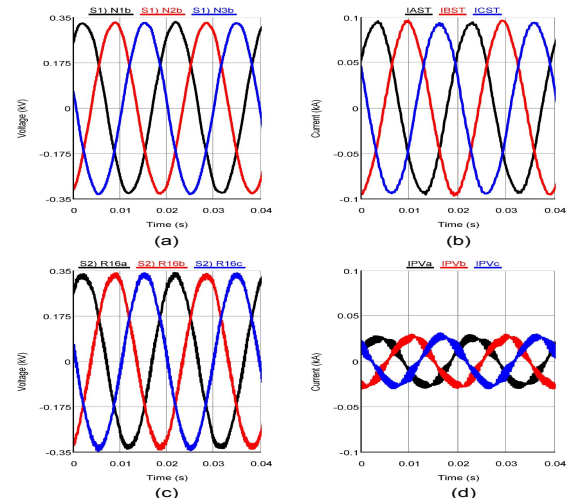 S1) N1b S1) N2b S1) N3b
0.35
0.175
0
-0.175
-0.35
Voltage (kV)
0 0.01 0.02 0.03 0.04
Time (s)
(a)
IAST IBST ICST
0.1
0.05
0
-0.05
-0.1
Current (kA)
0 0.01 0.02 0.03 0.04
Time (s)
(b)
S2) R16a S2) R16b S2) R16c
0.35
0.175
0
-0.175
-0.35
Voltage (kV)
0 0.01 0.02 0.03 0.04
Time (s)
(c)
IPVa IPVb IPVc
0.1
0.05
0
-0.05
-0.1
Current (kA)
0 0.01 0.02 0.03 0.04
Time (s)
(d)